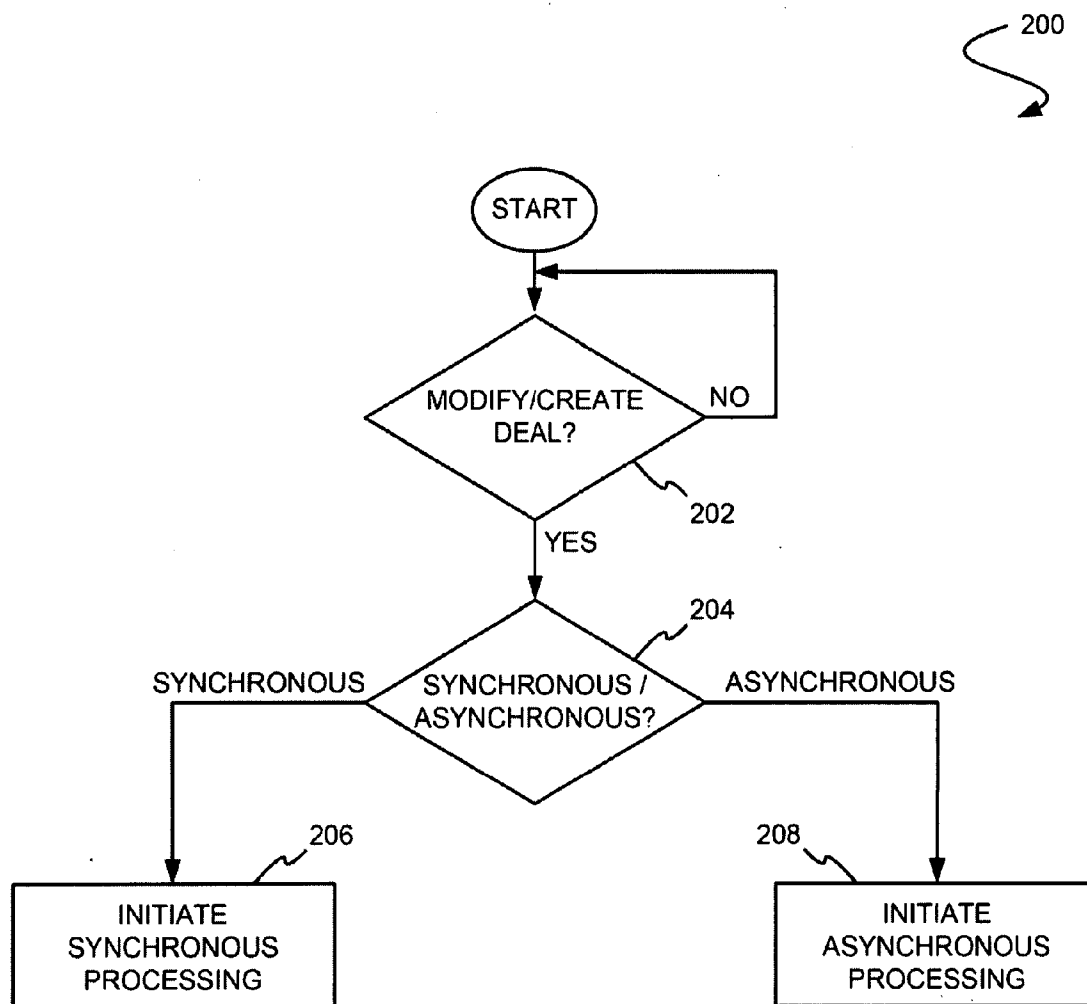 200
START
MODIFY/CREATE
DEAL?
NO
202
YES
204
SYNCHRONOUS
SYNCHRONOUS /
ASYNCHRONOUS?
ASYNCHRONOUS
206
208
INITIATE
SYNCHRONOUS
PROCESSING
INITIATE
ASYNCHRONOUS
PROCESSING